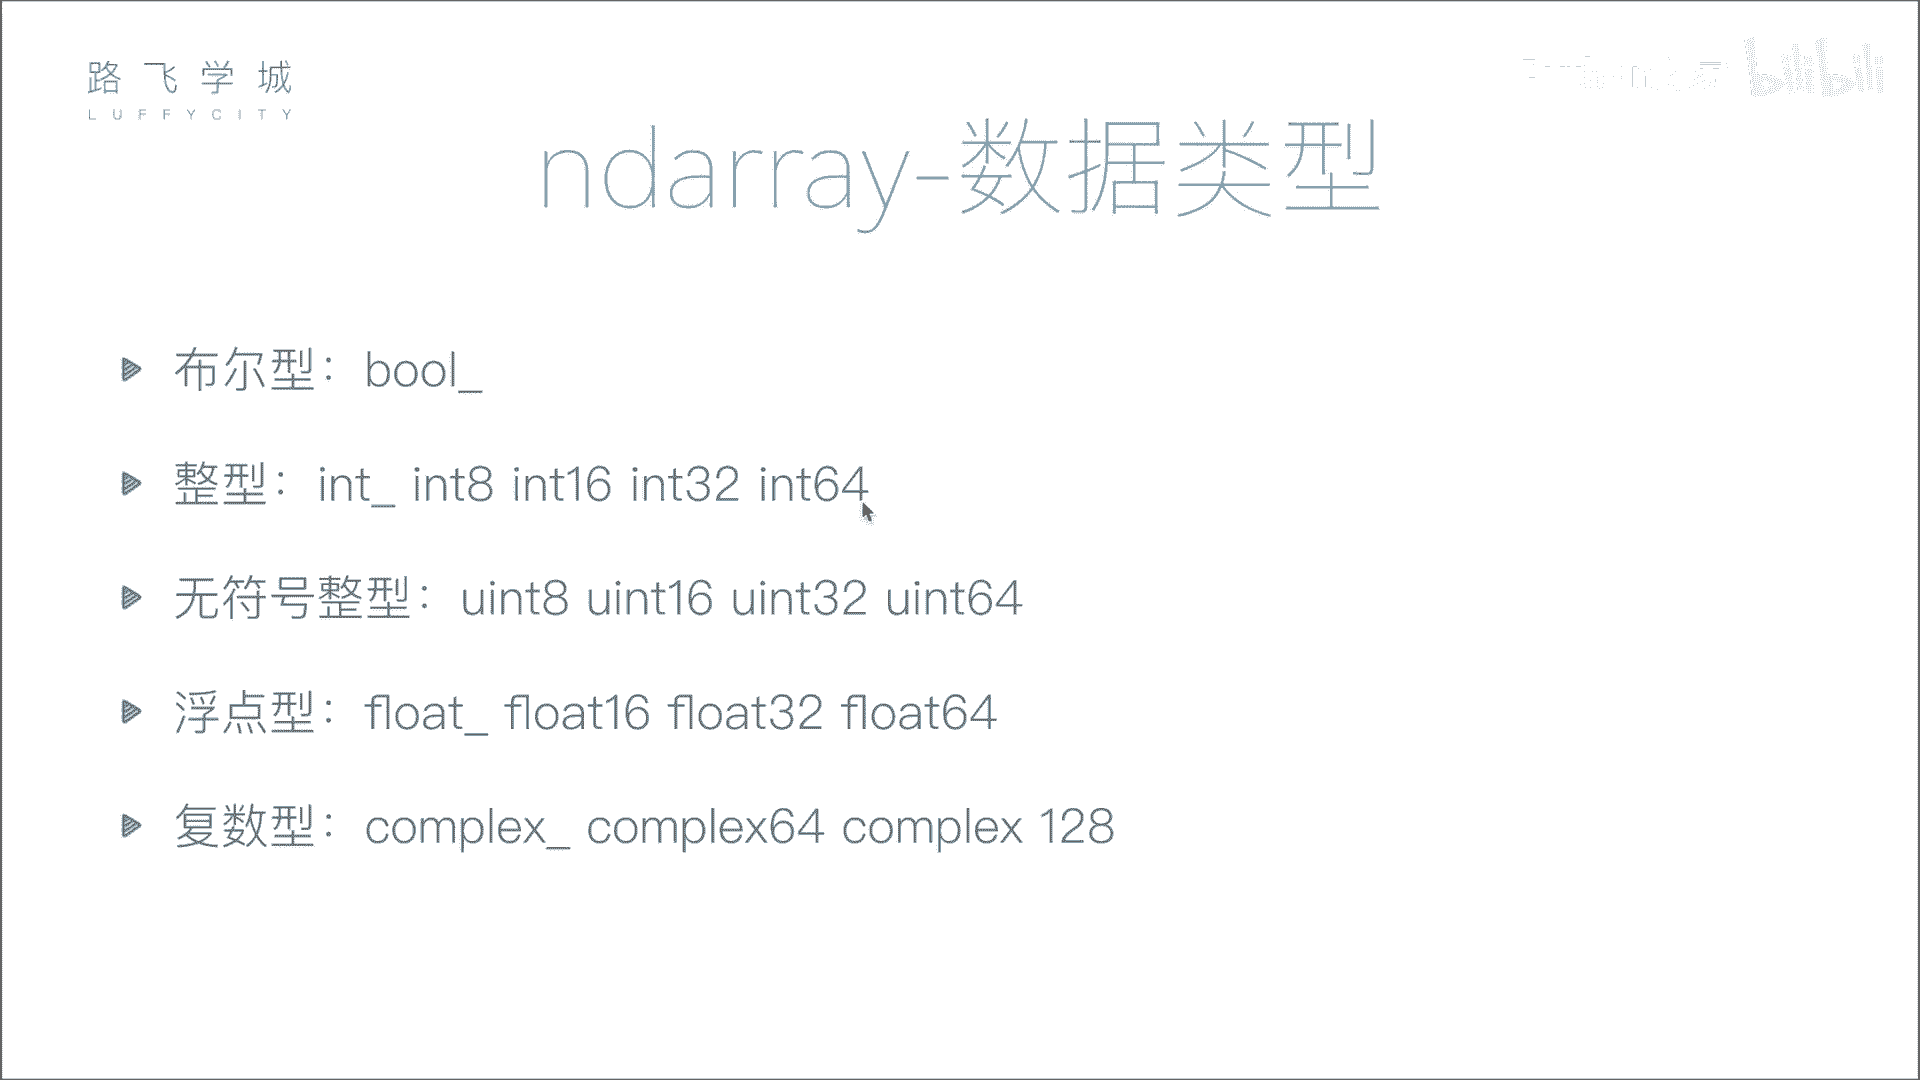 路飞学城
LUFFYCITY
bilibili
ndarray-数据类型
布尔型：bool_
整型：int_ int8 int16 int32 int64
无符号整型：uint8 uint16 uint32 uint64
浮点型：float_ float16 float32 float64
复数型：complex_ complex64 complex 128